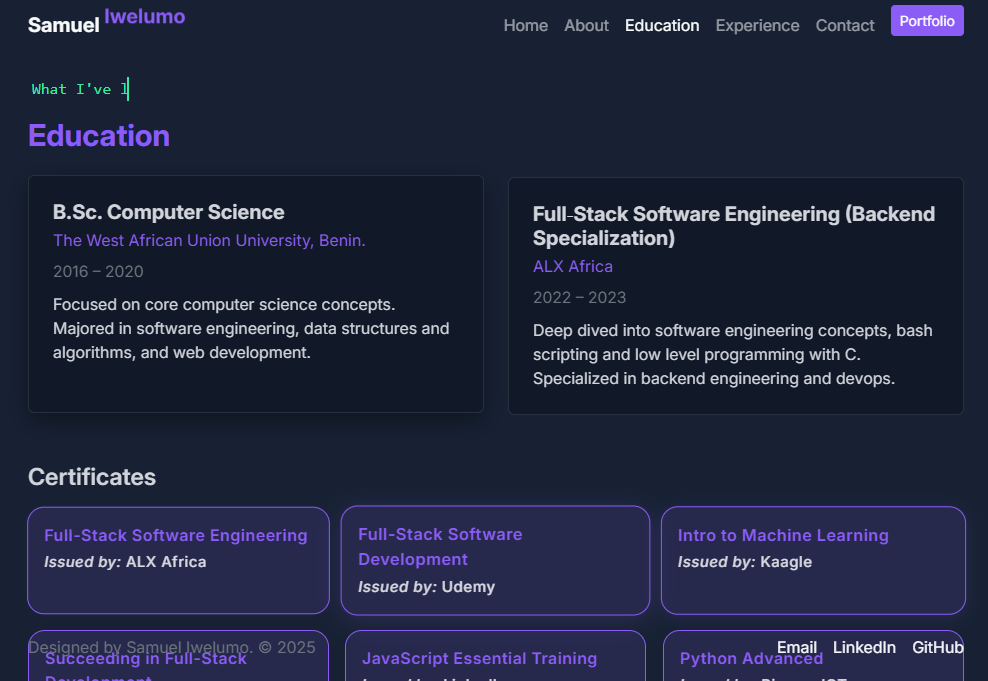 Samuel Iwelumo
Home About Education Experience Contact Portfolio
What I've l
Education
B.Sc. Computer Science
The West African Union University, Benin.
2016 – 2020
Focused on core computer science concepts.
Majored in software engineering, data structures and
algorithms, and web development.
Full-Stack Software Engineering (Backend
Specialization)
ALX Africa
2022 – 2023
Deep dived into software engineering concepts, bash
scripting and low level programming with C.
Specialized in backend engineering and devops.
Certificates
Full-Stack Software Engineering
Issued by: ALX Africa
Full-Stack Software
Development
Issued by: Udemy
Intro to Machine Learning
Issued by: Kaagle
Designed by Samuel Iwelumo. © 2025
Email LinkedIn GitHub
Succeeding in Full-Stack
Development
JavaScript Essential Training
Python Advanced